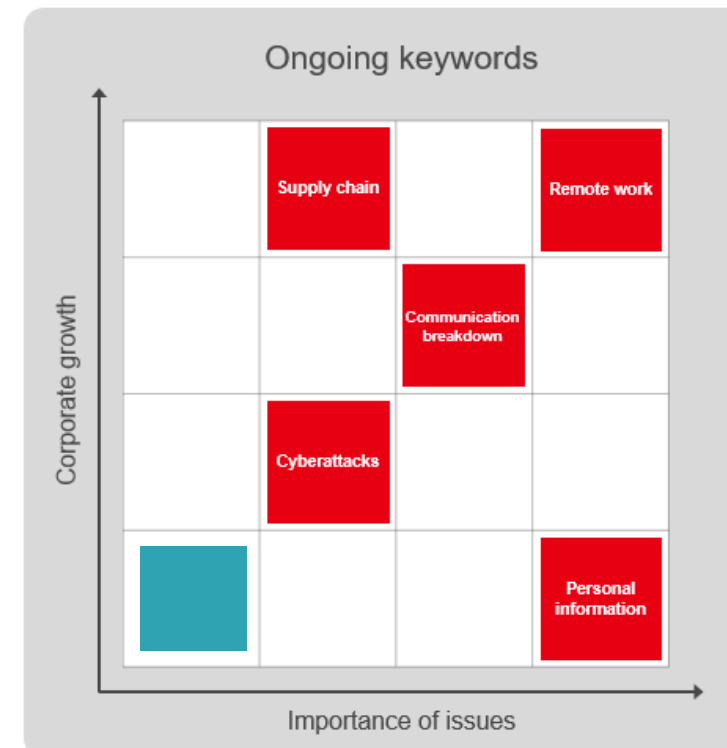 Ongoing keywords
Supply chain
Remote work
Communication
breakdown
Corporate growth
Cyberattacks
Personal
information
Importance of issues